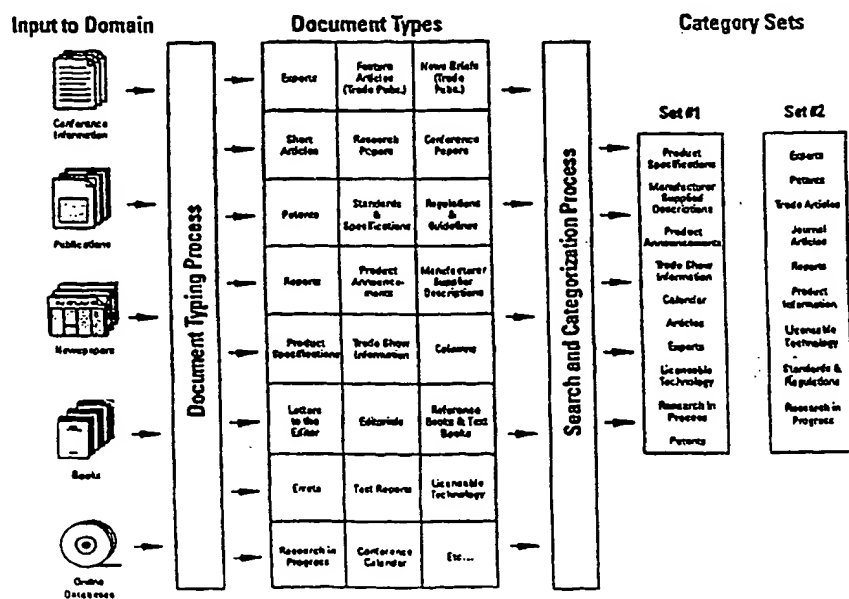 Input to Domain
Conference
Information
Publications
Newspapers
Books
Online
Databases
Document Typing Process
Document Types
Experts
Feature
Articles
(Trade Pubs.)
News Briefs
(Trade
Pubs.)
Short
Articles
Research
Papers
Conference
Papers
Patents
Standards
&
Specifications
Regulations
&
Guidelines
Reports
Product
Announce-
ments
Manufacturer
Supplier
Descriptions
Product
Specifications
Trade Show
Information
Columns
Letters
to the
Editor
Editorials
Reference
Books & Text
Books
Errata
Test Reports
Licensable
Technology
Research in
Progress
Conference
Calendar
Etc...
Search and Categorization Process
Category Sets
Set #1
Product
Specifications
Manufacturer
Supplied
Descriptions
Product
Announcements
Trade Show
Information
Calendar
Articles
Experts
Licensable
Technology
Research In
Process
Patents
Set #2
Experts
Patents
Trade Articles
Journal
Articles
Reports
Product
Information
Licensable
Technology
Standards &
Regulations
Research in
Progress